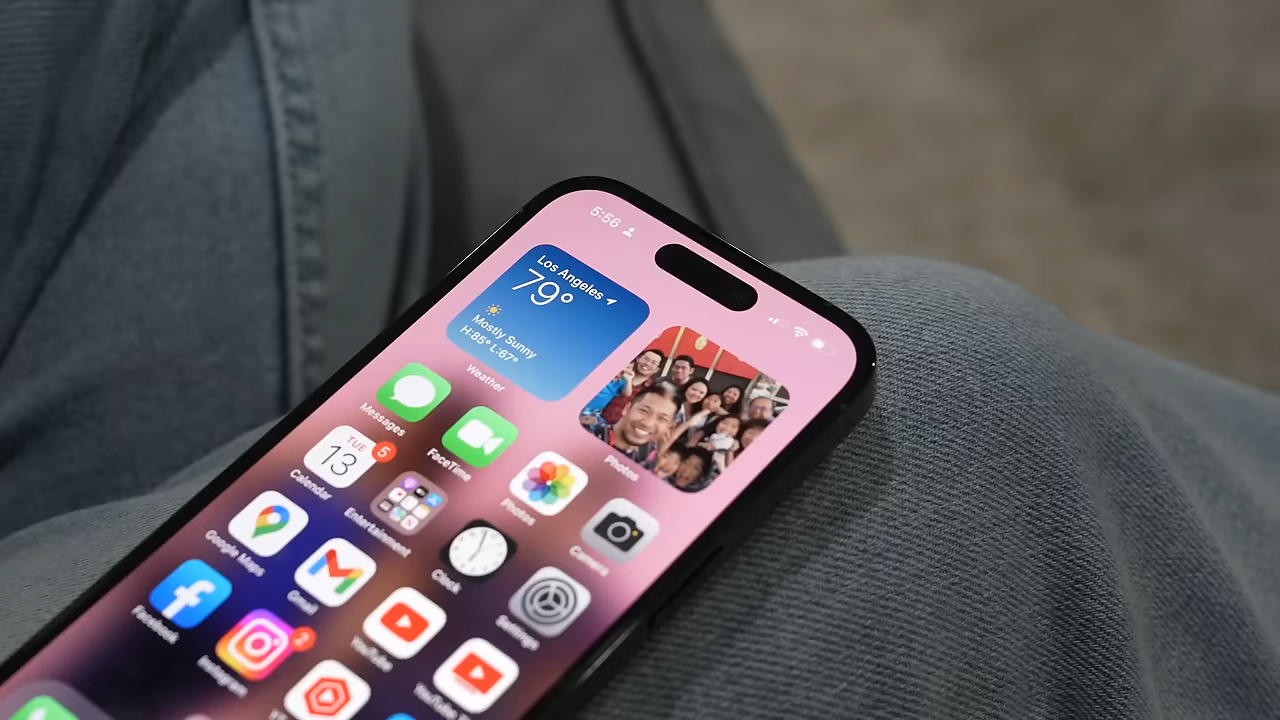 5:56
Los Angeles
79°
Mostly Sunny
H:85° L:67°
Weather
Photos
Messages
FaceTime
Photos
Camera
TUE
13
5
Calendar
Entertainment
Clock
Settings
Google Maps
Gmail
YouTube
Facebook
2
Instagram